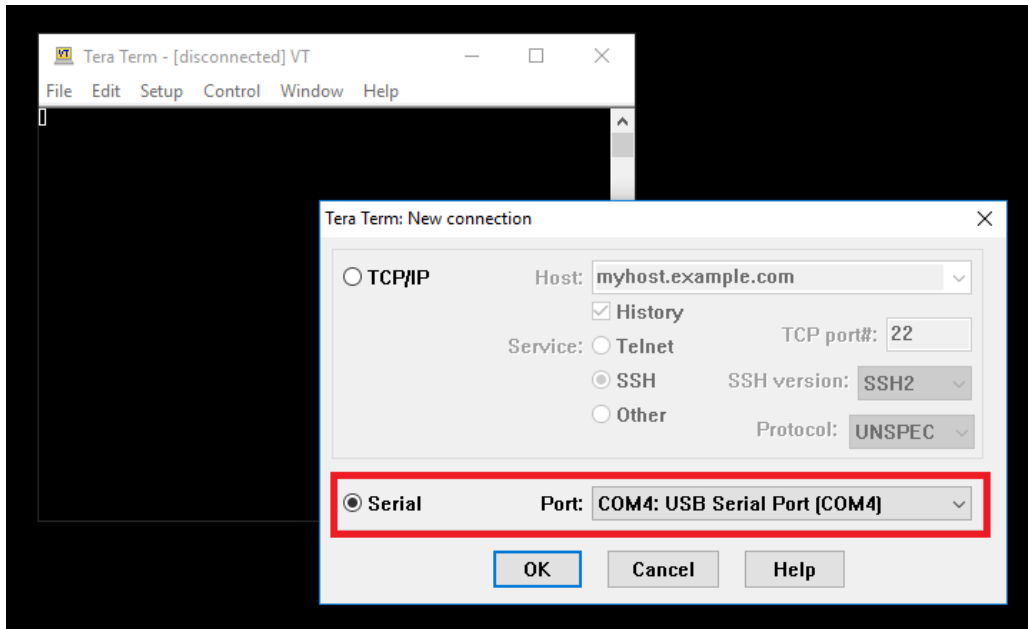 VT Tera Term - [disconnected] VT
File Edit Setup Control Window Help
Tera Term: New connection
TCP/IP Host: myhost.example.com
History
Service: Telnet TCP port#: 22
SSH SSH version: SSH2
Other Protocol: UNSPEC
Serial Port: COM4: USB Serial Port (COM4)
OK Cancel Help